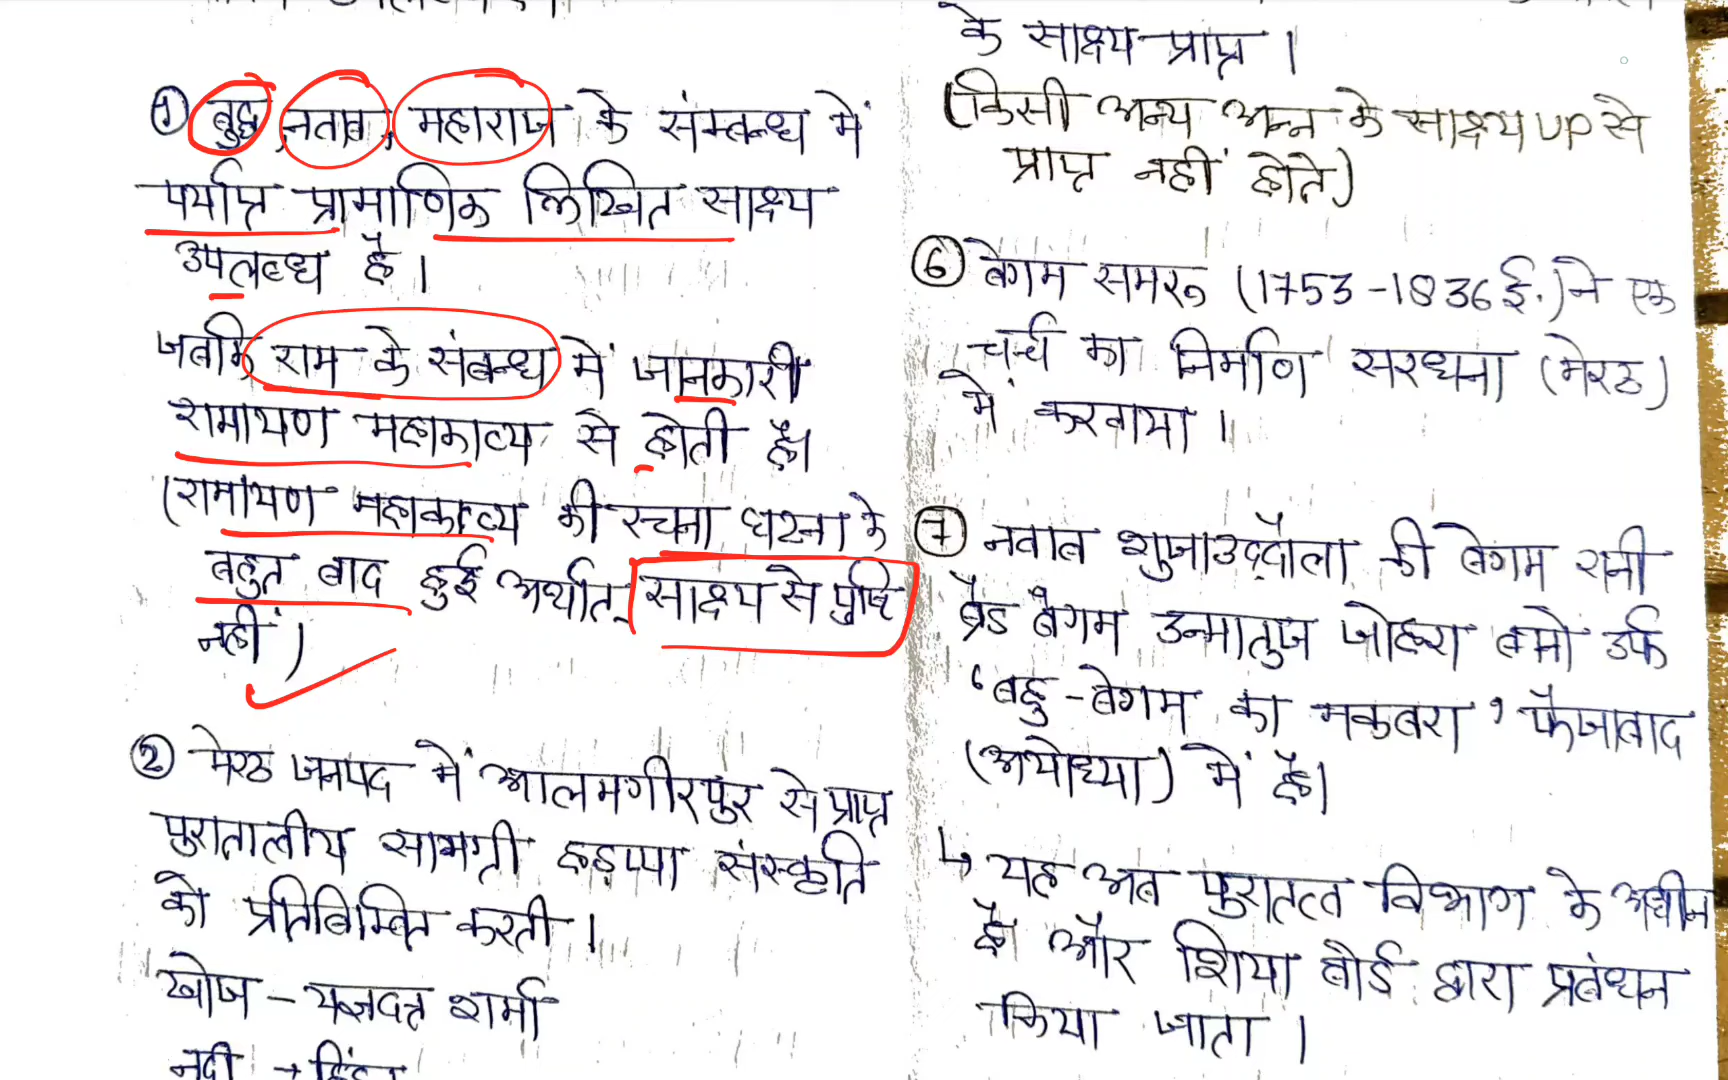 ① बुद्ध, नवाब, महाराज के संम्बन्ध में
पर्याप्त प्रामाणिक लिखित साक्ष्य
उपलब्ध है।
जबकि राम के संबन्ध में जानकारी
रामायण महाकाव्य से होती है।
(रामायण महाकाव्य की रचना घटना के
बहुत बाद हुई अर्थात् साक्ष्य से पुष्टि
नहीं)
② मेरठ जनपद में आलमगीरपुर से प्राप्त
पुरातात्वीय सामग्री हड़प्पा संस्कृति
को प्रतिबिम्बित करती।
खोज – यज्ञदत्त शर्मा
नदी →
के साक्ष्य प्राप्त।
(किसी अन्य अन्न के साक्ष्य UP से
प्राप्त नहीं होते)
⑥ बेगम समरू (1753-1836 ई.) ने एक
चर्च का निर्माण सरधना (मेरठ)
में करवाया।
⑦ नवाब शुजाउद्दौला की बेगम रानी
बेगम जोहरा उर्फ
'बहु-बेगम का मकबरा' फैजाबाद
(अयोध्या) में है।
↳ यह अब पुरातत्व विभाग के अधीन
है और शिया बोर्ड द्वारा प्रबंधन
किया जाता।